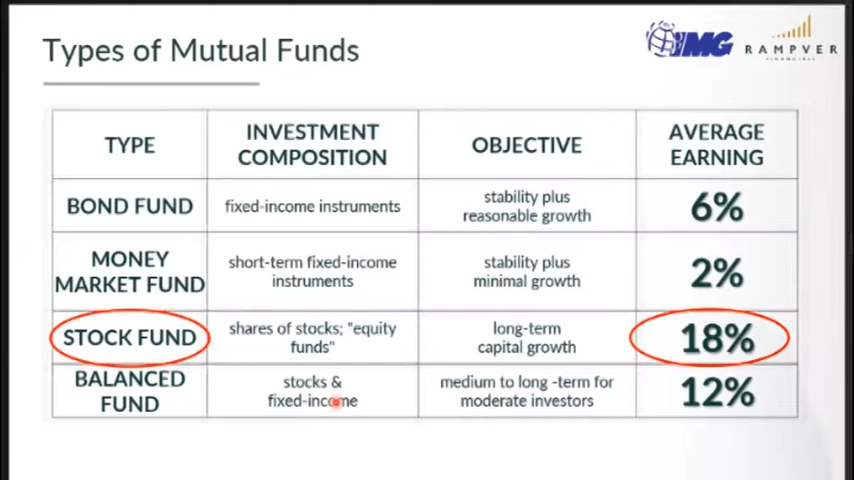 Types of Mutual Funds
IMG
RAMPVER
FINANCIALS
TYPE
INVESTMENT
COMPOSITION
OBJECTIVE
AVERAGE
EARNING
BOND FUND
fixed-income instruments
stability plus
reasonable growth
6%
MONEY
MARKET FUND
short-term fixed-income
instruments
stability plus
minimal growth
2%
STOCK FUND
shares of stocks; "equity
funds"
long-term
capital growth
18%
BALANCED
FUND
stocks &
fixed-income
medium to long -term for
moderate investors
12%